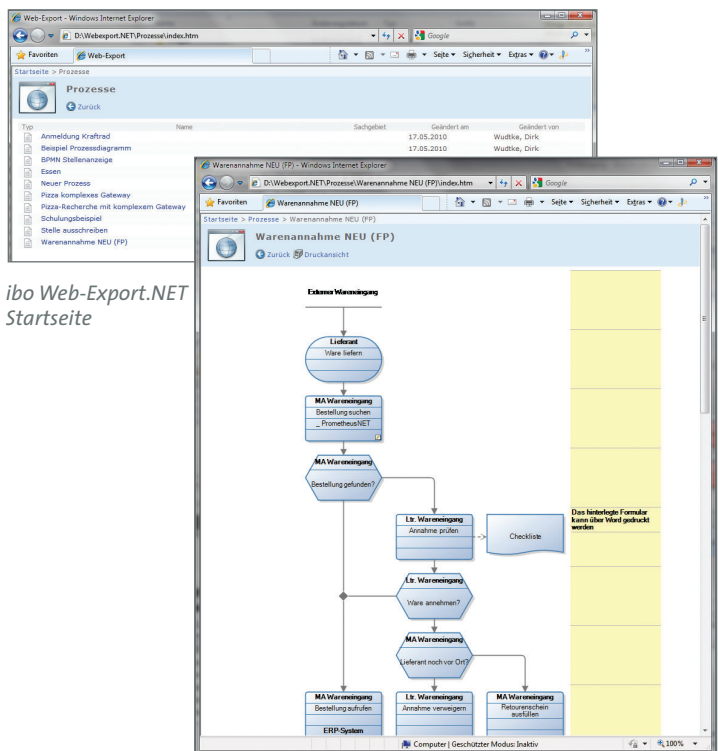 Web-Export - Windows Internet Explorer
D:\Webexport.NET\Prozesse\index.htm
Google
Favoriten
Web-Export
Seite
Sicherheit
Extras
Startseite > Prozesse
Prozesse
Zurück
Typ Name Sachgebiet Geändert am Geändert von
Anmeldung Kraftrad 17.05.2010 Wudtke, Dirk
Beispiel Prozessdiagramm 17.05.2010 Wudtke, Dirk
BPMN Stellenanzeige
Essen
Neuer Prozess
Pizza komplexes Gateway
Pizza-Recherche mit komplexem Gateway
Schulungsbeispiel
Stelle ausschreiben
Warenannahme NEU (FP)
ibo Web-Export.NET
Startseite
Warenannahme NEU (FP) - Windows Internet Explorer
D:\Webexport.NET\Prozesse\Warenannahme NEU (FP)\index.htm
Google
Favoriten
Warenannahme NEU (FP)
Seite
Sicherheit
Extras
Startseite > Prozesse > Warenannahme NEU (FP)
Warenannahme NEU (FP)
Zurück Druckansicht
Externer Wareneingang
Lieferant
Ware liefern
MA Wareneingang
Bestellung suchen
_ PrometheusNET
MA Wareneingang
Bestellung gefunden?
Ltr. Wareneingang
Annahme prüfen
Checkliste
Das hinterlegte Formular
kann über Word gedruckt
werden
Ltr. Wareneingang
Ware annehmen?
MA Wareneingang
Lieferant noch vor Ort?
MA Wareneingang
Bestellung aufrufen
ERP-System
Ltr. Wareneingang
Annahme verweigern
MA Wareneingang
Retourenschein
ausfüllen
Computer | Geschützter Modus: Inaktiv
100%